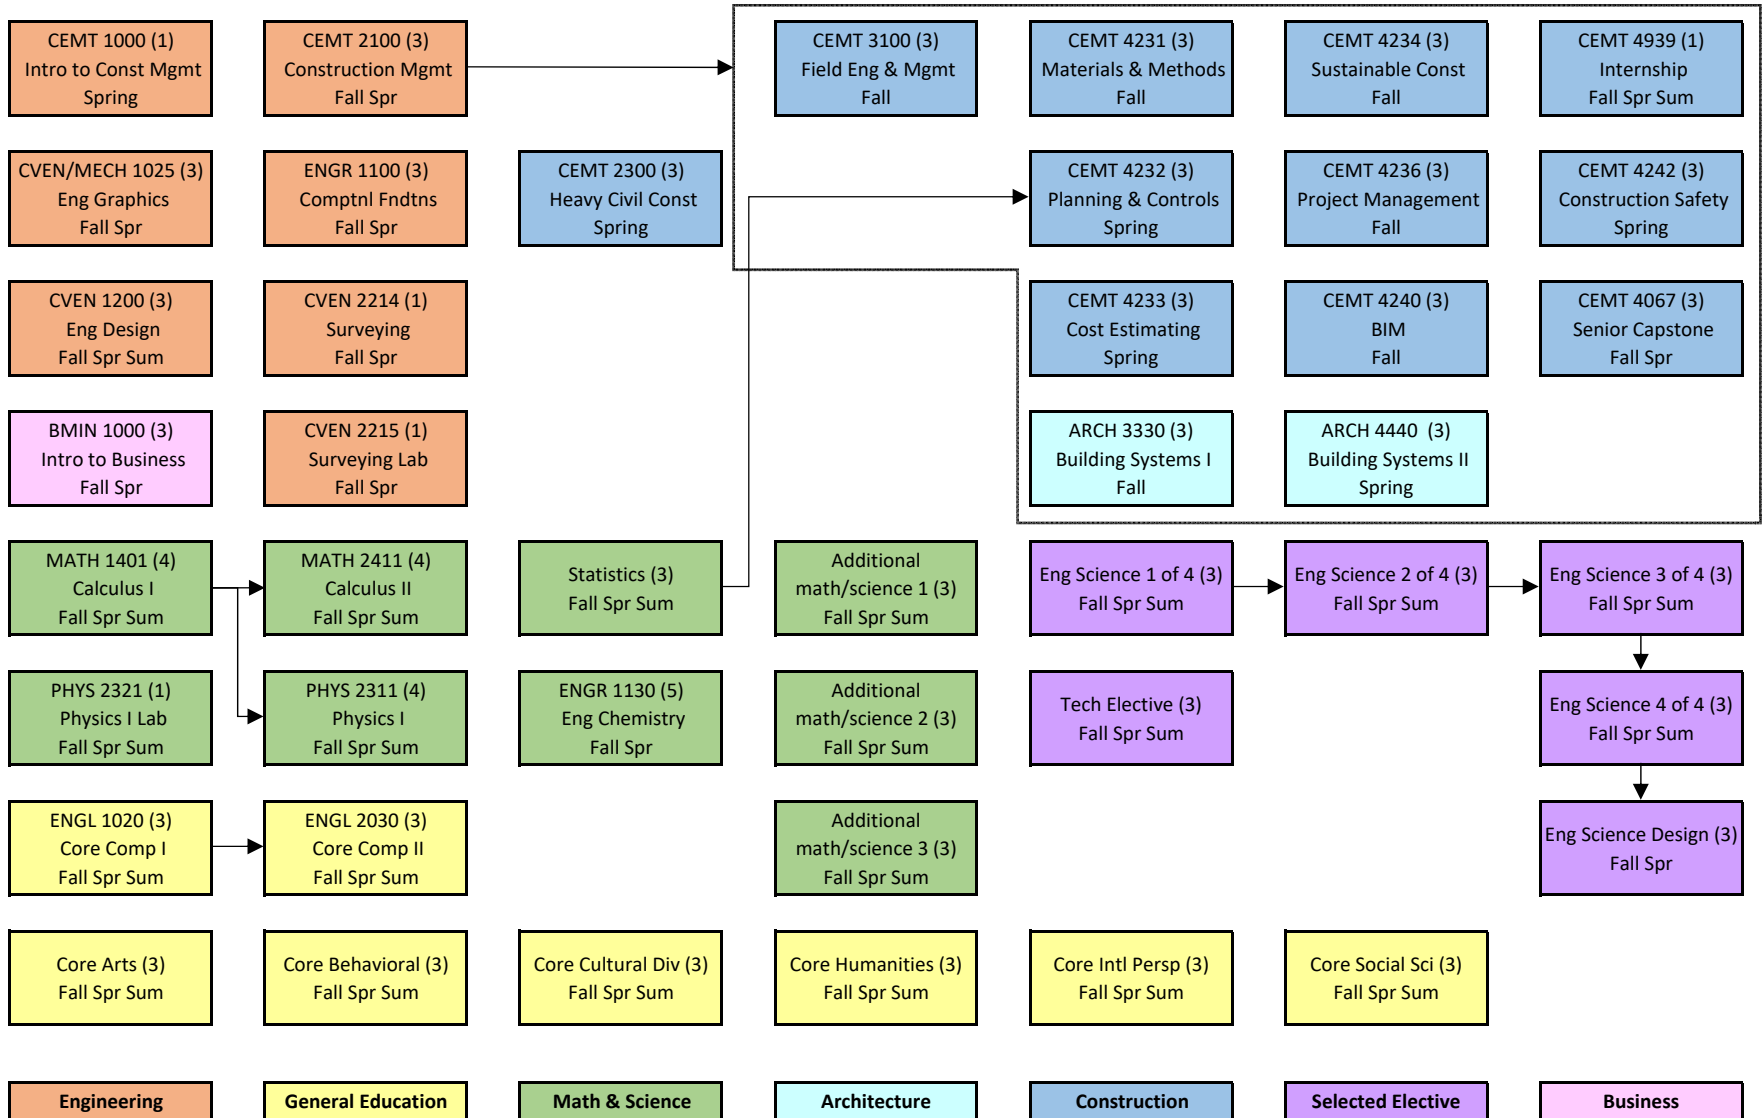 CEMT 1000 (1)
Intro to Const Mgmt
Spring
CEMT 2100 (3)
Construction Mgmt
Fall Spr
CEMT 3100 (3)
Field Eng & Mgmt
Fall
CEMT 4231 (3)
Materials & Methods
Fall
CEMT 4234 (3)
Sustainable Const
Fall
CEMT 4939 (1)
Internship
Fall Spr Sum
CVEN/MECH 1025 (3)
Eng Graphics
Fall Spr
ENGR 1100 (3)
Comptnl Fndtns
Fall Spr
CEMT 2300 (3)
Heavy Civil Const
Spring
CEMT 4232 (3)
Planning & Controls
Spring
CEMT 4236 (3)
Project Management
Fall
CEMT 4242 (3)
Construction Safety
Spring
CVEN 1200 (3)
Eng Design
Fall Spr Sum
CVEN 2214 (1)
Surveying
Fall Spr
CEMT 4233 (3)
Cost Estimating
Spring
CEMT 4240 (3)
BIM
Fall
CEMT 4067 (3)
Senior Capstone
Fall Spr
BMIN 1000 (3)
Intro to Business
Fall Spr
CVEN 2215 (1)
Surveying Lab
Fall Spr
ARCH 3330 (3)
Building Systems I
Fall
ARCH 4440 (3)
Building Systems II
Spring
MATH 1401 (4)
Calculus I
Fall Spr Sum
MATH 2411 (4)
Calculus II
Fall Spr Sum
Statistics (3)
Fall Spr Sum
Additional
math/science 1 (3)
Fall Spr Sum
Eng Science 1 of 4 (3)
Fall Spr Sum
Eng Science 2 of 4 (3)
Fall Spr Sum
Eng Science 3 of 4 (3)
Fall Spr Sum
PHYS 2321 (1)
Physics I Lab
Fall Spr Sum
PHYS 2311 (4)
Physics I
Fall Spr Sum
ENGR 1130 (5)
Eng Chemistry
Fall Spr
Additional
math/science 2 (3)
Fall Spr Sum
Tech Elective (3)
Fall Spr Sum
Eng Science 4 of 4 (3)
Fall Spr Sum
ENGL 1020 (3)
Core Comp I
Fall Spr Sum
ENGL 2030 (3)
Core Comp II
Fall Spr Sum
Additional
math/science 3 (3)
Fall Spr Sum
Eng Science Design (3)
Fall Spr
Core Arts (3)
Fall Spr Sum
Core Behavioral (3)
Fall Spr Sum
Core Cultural Div (3)
Fall Spr Sum
Core Humanities (3)
Fall Spr Sum
Core Intl Persp (3)
Fall Spr Sum
Core Social Sci (3)
Fall Spr Sum
Engineering
General Education
Math & Science
Architecture
Construction
Selected Elective
Business